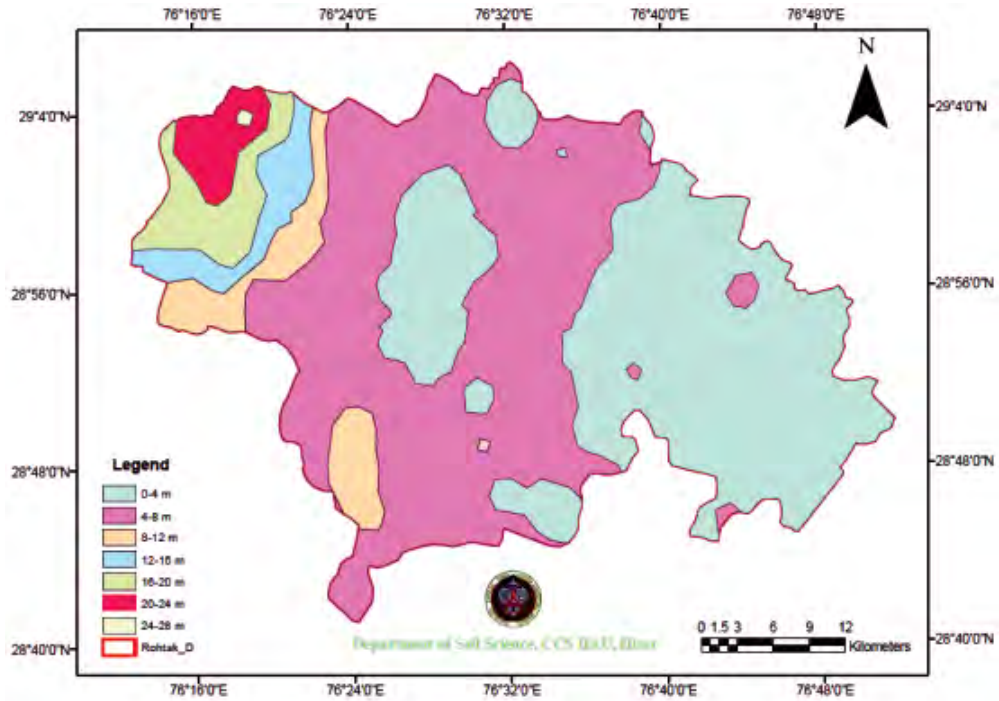 76°16'0"E 76°24'0"E 76°32'0"E 76°40'0"E 76°48'0"E
N
29°4'0"N 29°4'0"N
28°56'0"N 28°56'0"N
28°48'0"N 28°48'0"N
28°40'0"N 28°40'0"N
Legend
0-4 m
4-8 m
8-12 m
12-16 m
16-20 m
20-24 m
24-28 m
Rohtak_D
Department of Soil Science, CCS HAU, Hisar
0 1.5 3 6 9 12
Kilometers
76°16'0"E 76°24'0"E 76°32'0"E 76°40'0"E 76°48'0"E